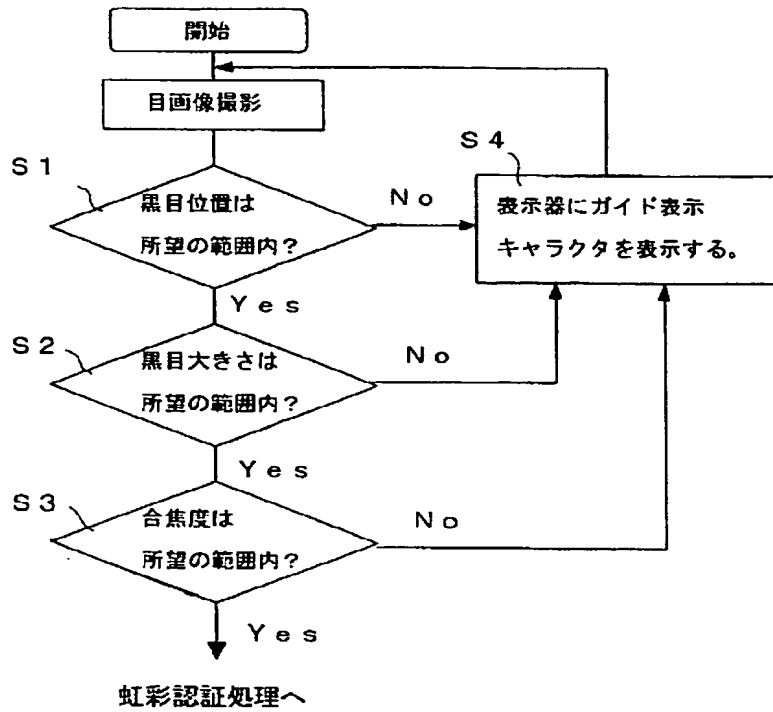 開始
目画像撮影
S1
黒目位置は
所望の範囲内?
No
S4
表示器にガイド表示
キャラクタを表示する。
Yes
S2
黒目大きさは
所望の範囲内?
No
Yes
S3
合焦度は
所望の範囲内?
No
Yes
虹彩認証処理へ